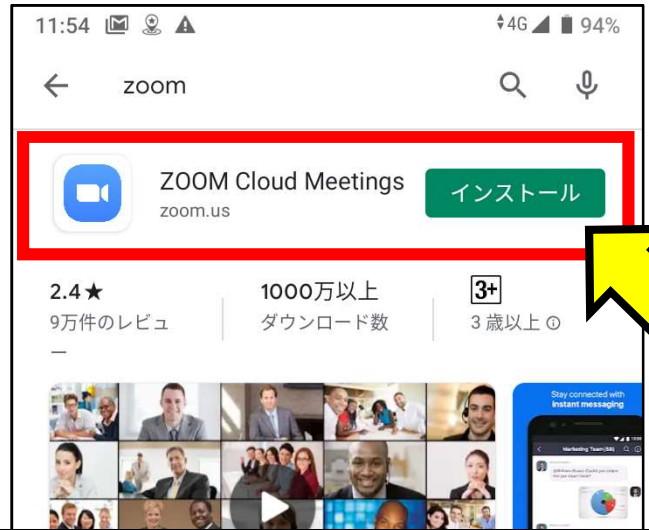 11:54 4G 94%
zoom
ZOOM Cloud Meetings
zoom.us
インストール
2.4★
9万件のレビュ
ー
1000万以上
ダウンロード数
3+
3 歳以上
Stay connected with
instant messaging
Marketing Team(58)